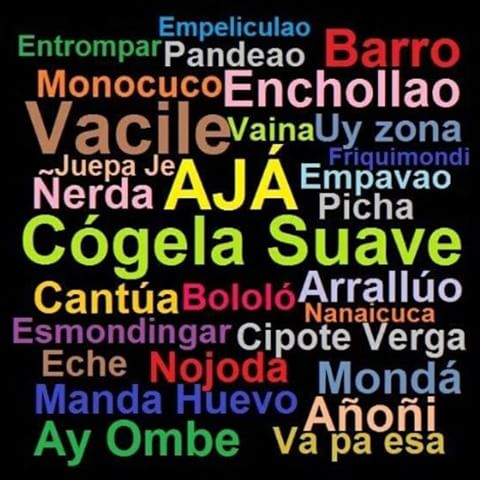 Empeliculao
Entrompar Pandeao Barro
Monocuco Enchollao
Vacile Vaina Uy zona
~Juepa Je Friquimondi
Ñerda AJÁ Empavao
Picha
Cógela Suave
Cantúa Bololó Arrallúo
Nanaicuca
Esmondingar Cipote Verga
Eche Nojoda Mondá
Manda Huevo Añoñi
Ay Ombe Va pa esa